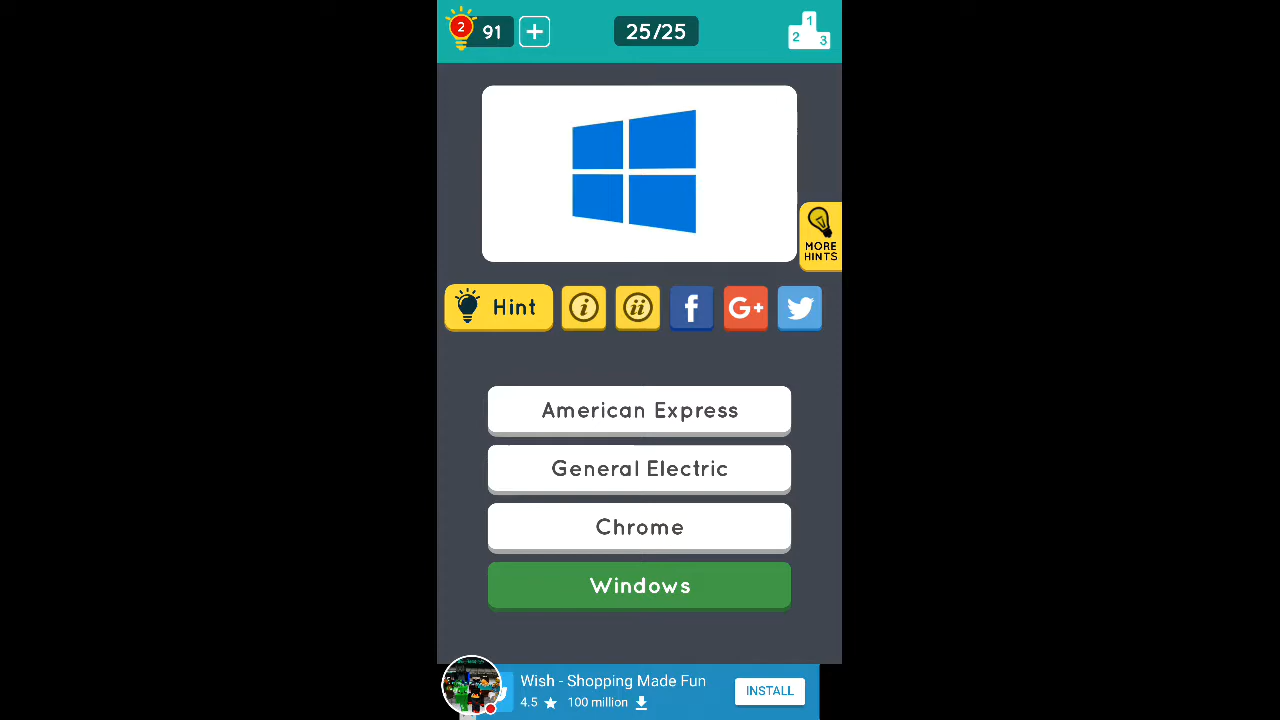 2 91 + 25/25 1 2 3
MORE
HINTS
Hint i ii f G+
American Express
General Electric
Chrome
Windows
Wish - Shopping Made Fun
4.5 100 million
INSTALL